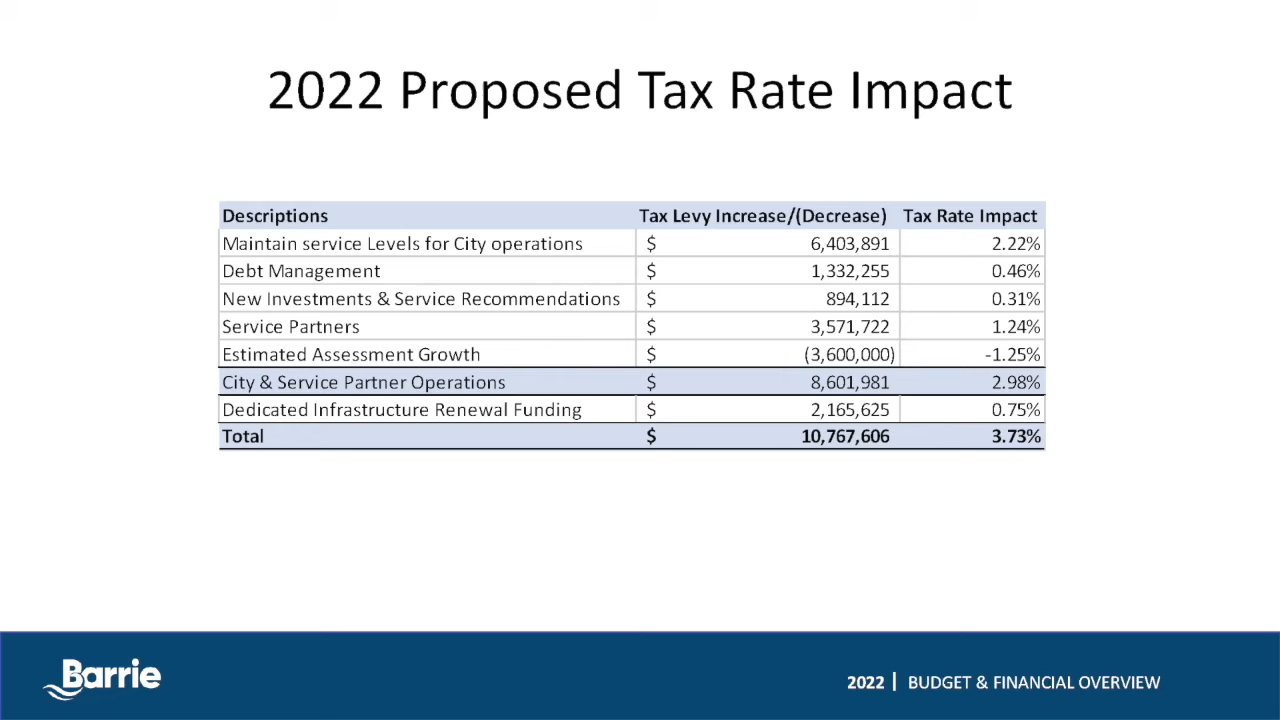 2022 Proposed Tax Rate Impact
Descriptions Tax Levy Increase/(Decrease) Tax Rate Impact
Maintain service Levels for City operations $ 6,403,891 2.22%
Debt Management $ 1,332,255 0.46%
New Investments & Service Recommendations $ 894,112 0.31%
Service Partners $ 3,571,722 1.24%
Estimated Assessment Growth $ (3,600,000) -1.25%
City & Service Partner Operations $ 8,601,981 2.98%
Dedicated Infrastructure Renewal Funding $ 2,165,625 0.75%
Total $ 10,767,606 3.73%
Barrie
2022 | BUDGET & FINANCIAL OVERVIEW